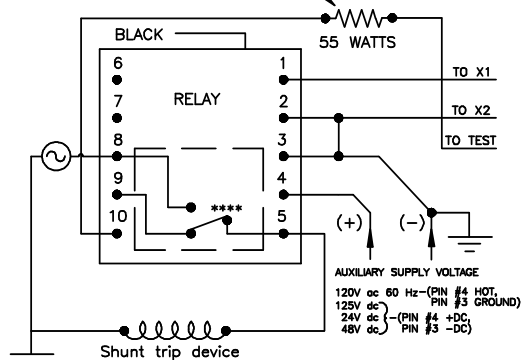 55 WATTS
BLACK
RELAY
6
7
8
9
10
1
2
3
4
5
****
TO X1
TO X2
TO TEST
(+)
(-)
AUXILIARY SUPPLY VOLTAGE
120V ac 60 Hz-(PIN #4 HOT,
PIN #3 GROUND)
125V dc
24V dc -(PIN #4 +DC,
48V dc PIN #3 -DC)
Shunt trip device